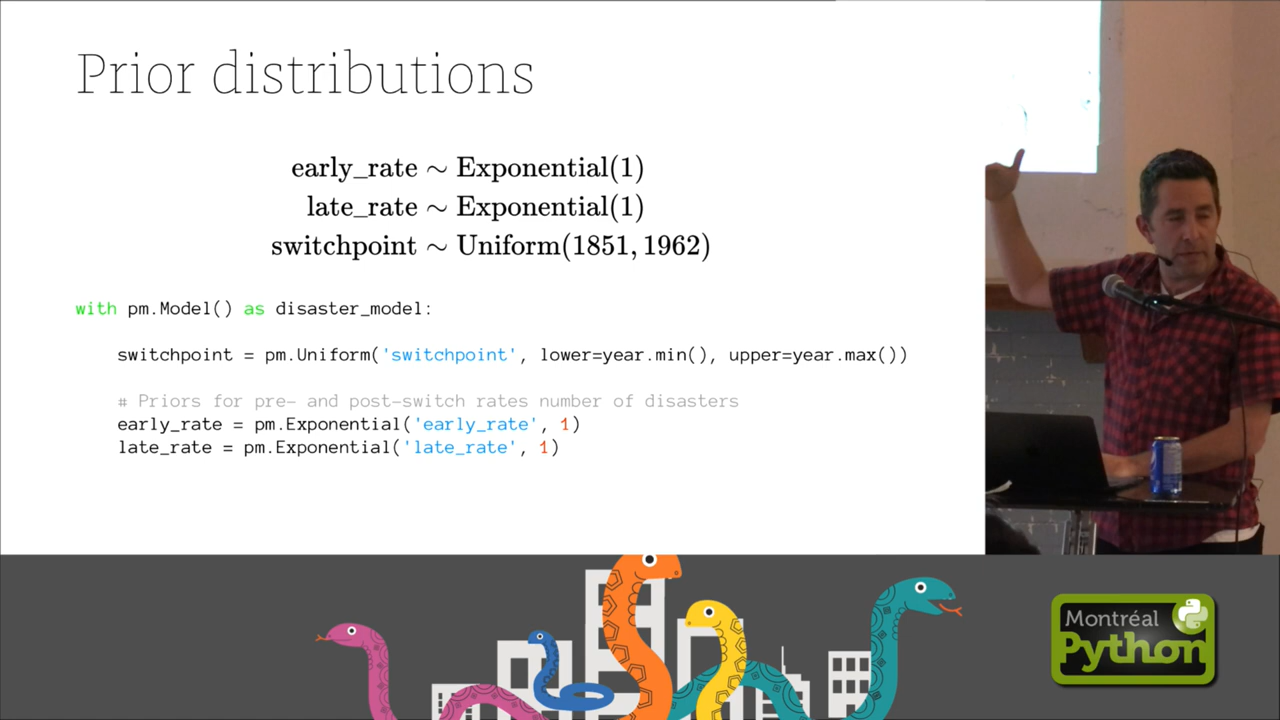 Prior distributions
early_rate ∼ Exponential(1)
late_rate ∼ Exponential(1)
switchpoint ∼ Uniform(1851, 1962)
with pm.Model() as disaster_model:
switchpoint = pm.Uniform('switchpoint', lower=year.min(), upper=year.max())
# Priors for pre- and post-switch rates number of disasters
early_rate = pm.Exponential('early_rate', 1)
late_rate = pm.Exponential('late_rate', 1)
Montréal
Python